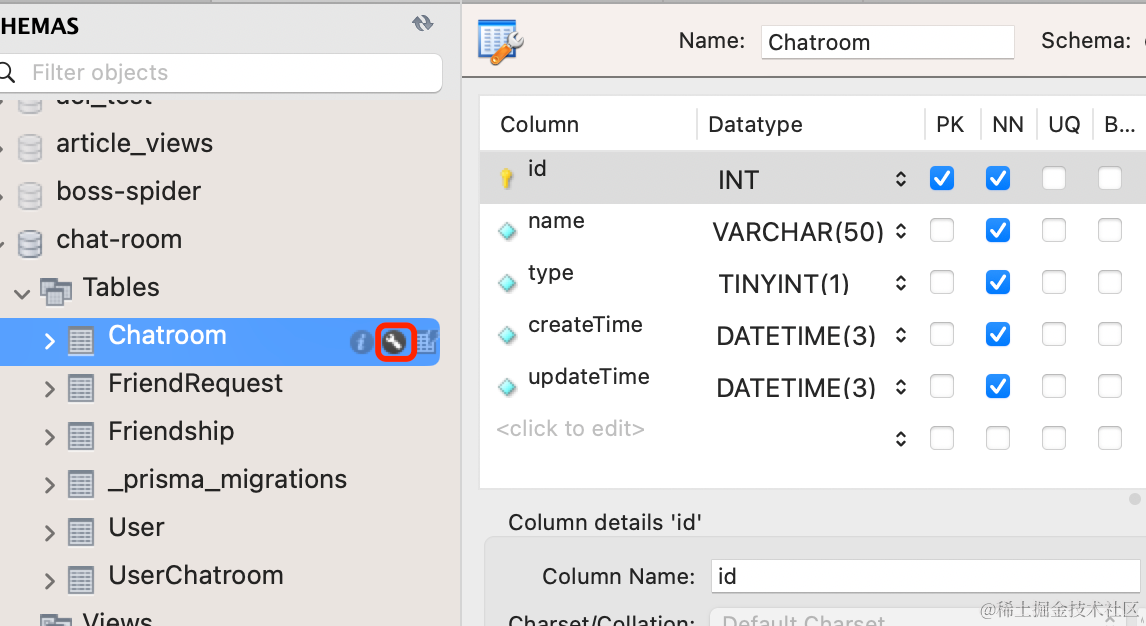 HEMAS
Filter objects
acl_test
article_views
boss-spider
chat-room
Tables
Chatroom
FriendRequest
Friendship
_prisma_migrations
User
UserChatroom
Views
Name: Chatroom Schema:
Column Datatype PK NN UQ B...
id INT
name VARCHAR(50)
type TINYINT(1)
createTime DATETIME(3)
updateTime DATETIME(3)
<click to edit>
Column details 'id'
Column Name: id
Charset/Collation: Default Charset
@稀土掘金技术社区